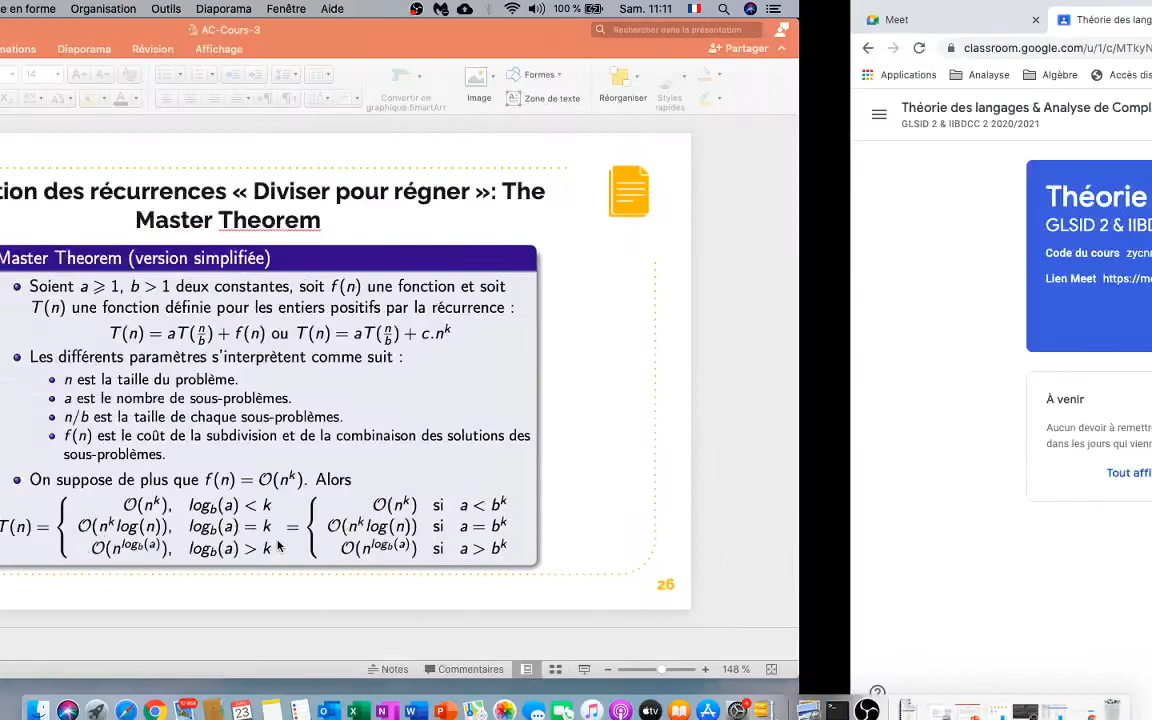 e en forme Organisation Outils Diaporama Fenêtre Aide 100 % Sam. 11:11
AC-Cours-3
Rechercher dans la présentation
mations Diaporama Révision Affichage
Partager
14
Convertir en
graphique SmartArt
Image
Formes
Zone de texte
Réorganiser
Styles
rapides
tion des récurrences « Diviser pour régner »: The
Master Theorem
Master Theorem (version simplifiée)
Soient a ⩾ 1, b > 1 deux constantes, soit f(n) une fonction et soit
T(n) une fonction définie pour les entiers positifs par la récurrence :
T(n) = aT(n/b) + f(n) ou T(n) = aT(n/b) + c.n^k
Les différents paramètres s'interprètent comme suit :
n est la taille du problème.
a est le nombre de sous-problèmes.
n/b est la taille de chaque sous-problèmes.
f(n) est le coût de la subdivision et de la combinaison des solutions des
sous-problèmes.
On suppose de plus que f(n) = O(n^k). Alors
O(n^k), log_b(a) < k O(n^k) si a < b^k
T(n) = { O(n^k log(n)), log_b(a) = k = { O(n^k log(n)) si a = b^k
O(n^log_b(a)), log_b(a) > k O(n^log_b(a)) si a > b^k
26
Notes Commentaires 148 %
Meet
Théorie des lang
classroom.google.com/u/1/c/MTkyN
Applications Analayse Algèbre Accès dis
Théorie des langages & Analyse de Compl
GLSID 2 & IIBDCC 2 2020/2021
Théorie
GLSID 2 & IIBD
Code du cours zycnr
Lien Meet https://me
À venir
Aucun devoir à remettre
dans les jours qui vienn
Tout affi